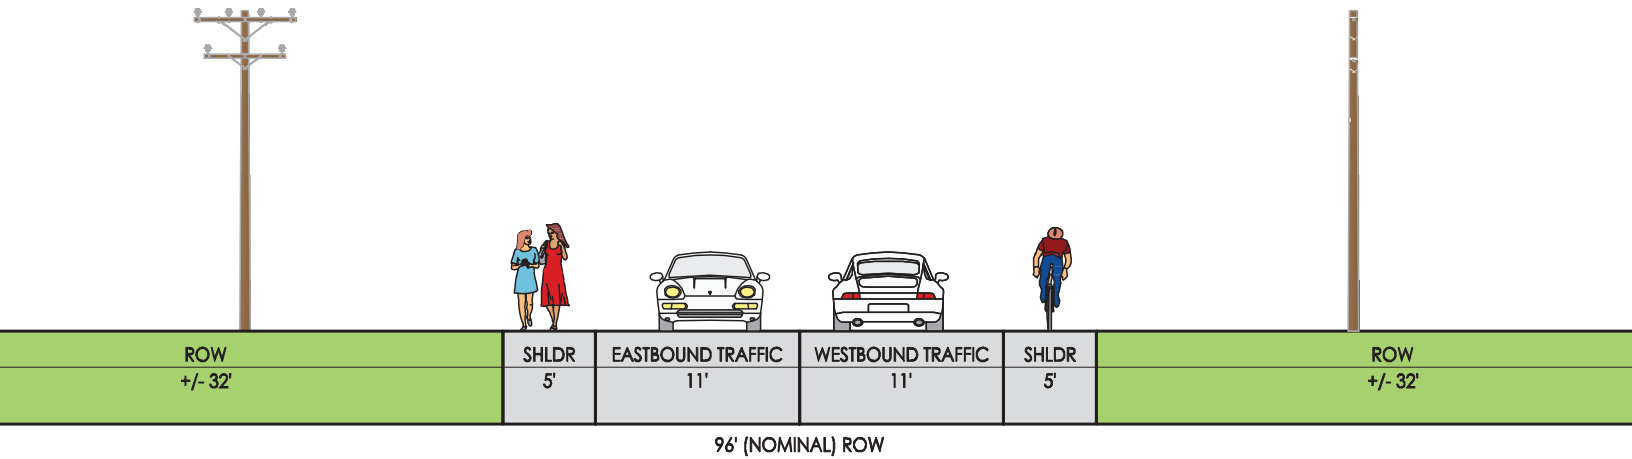 ROW
+/- 32'
SHLDR
5'
EASTBOUND TRAFFIC
11'
WESTBOUND TRAFFIC
11'
SHLDR
5'
ROW
+/- 32'
96' (NOMINAL) ROW